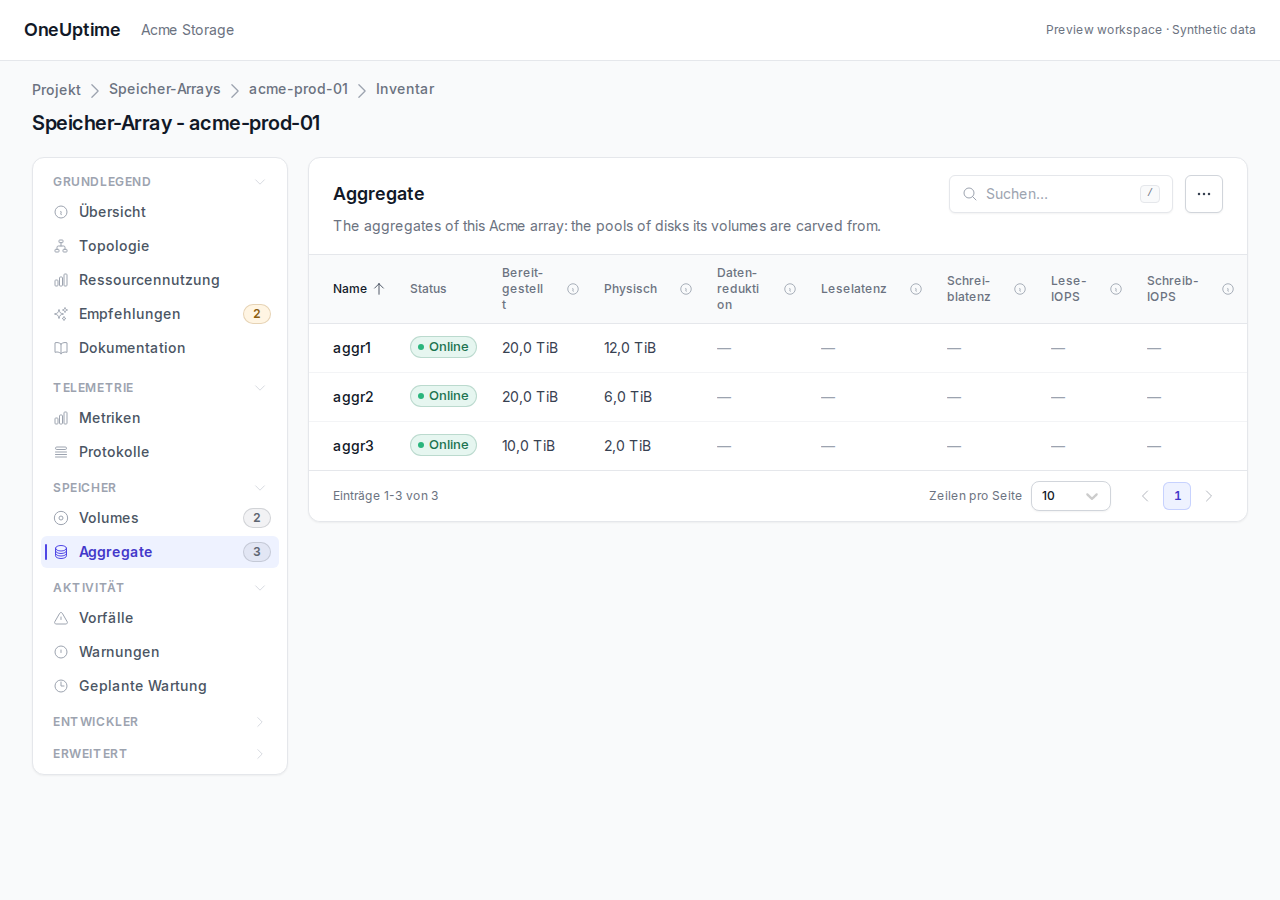 OneUptime Acme Storage Preview workspace · Synthetic data
Projekt Speicher-Arrays acme-prod-01 Inventar
Speicher-Array - acme-prod-01
GRUNDLEGEND
Übersicht
Topologie
Ressourcennutzung
Empfehlungen 2
Dokumentation
TELEMETRIE
Metriken
Protokolle
SPEICHER
Volumes 2
Aggregate 3
AKTIVITÄT
Vorfälle
Warnungen
Geplante Wartung
ENTWICKLER
ERWEITERT
Aggregate
Suchen... /
The aggregates of this Acme array: the pools of disks its volumes are carved from.
Name
Status
Bereit-
gestell
t
Physisch
Daten-
redukti
on
Leselatenz
Schrei-
blatenz
Lese-
IOPS
Schreib-
IOPS
aggr1 Online 20,0 TiB 12,0 TiB — — — — —
aggr2 Online 20,0 TiB 6,0 TiB — — — — —
aggr3 Online 10,0 TiB 2,0 TiB — — — — —
Einträge 1-3 von 3 Zeilen pro Seite 10 1